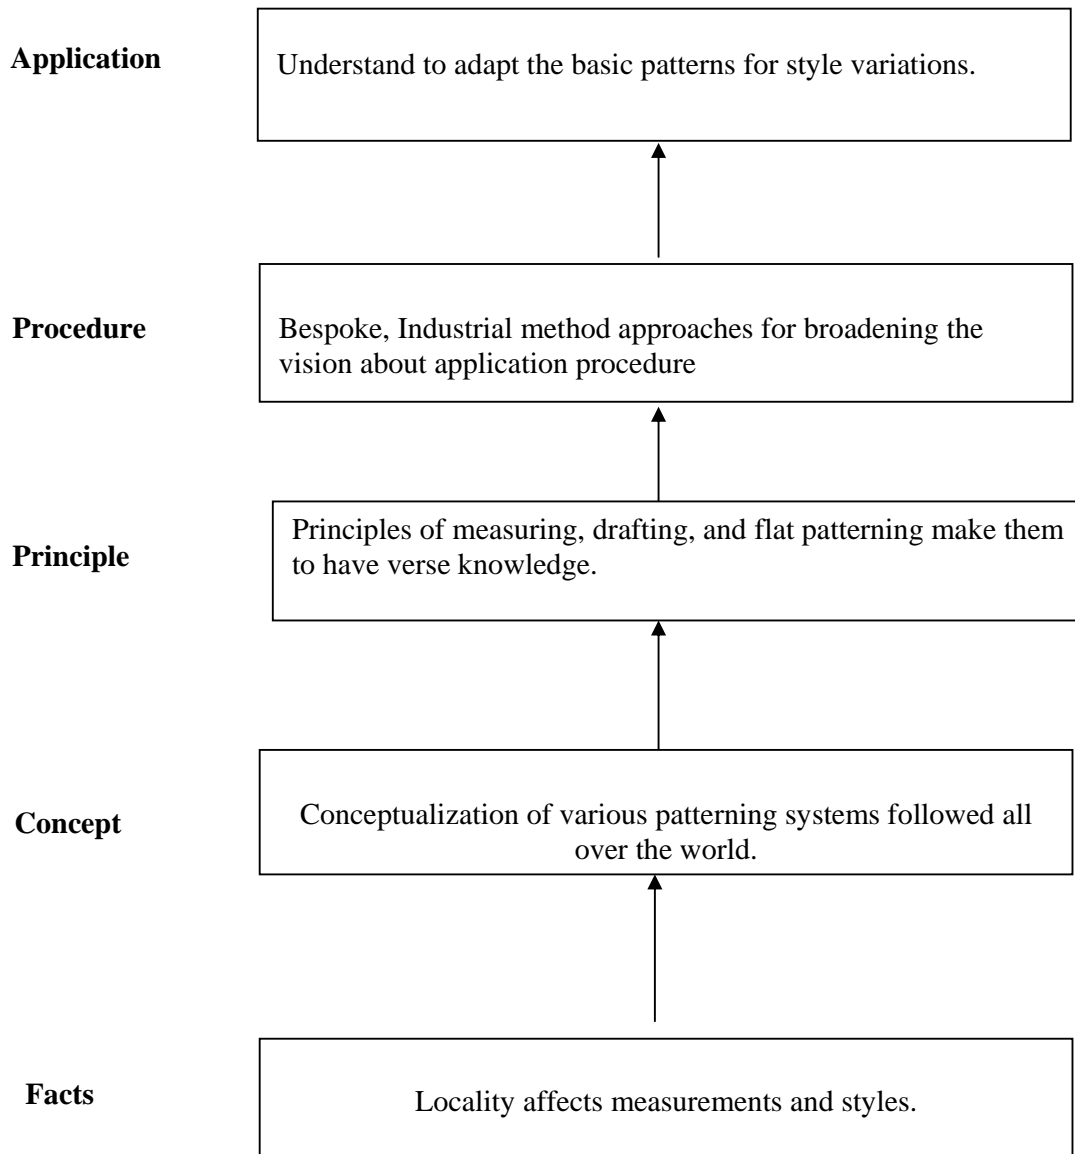 Application
Understand to adapt the basic patterns for style variations.
Procedure
Bespoke, Industrial method approaches for broadening the
vision about application procedure
Principle
Principles of measuring, drafting, and flat patterning make them
to have verse knowledge.
Concept
Conceptualization of various patterning systems followed all
over the world.
Facts
Locality affects measurements and styles.